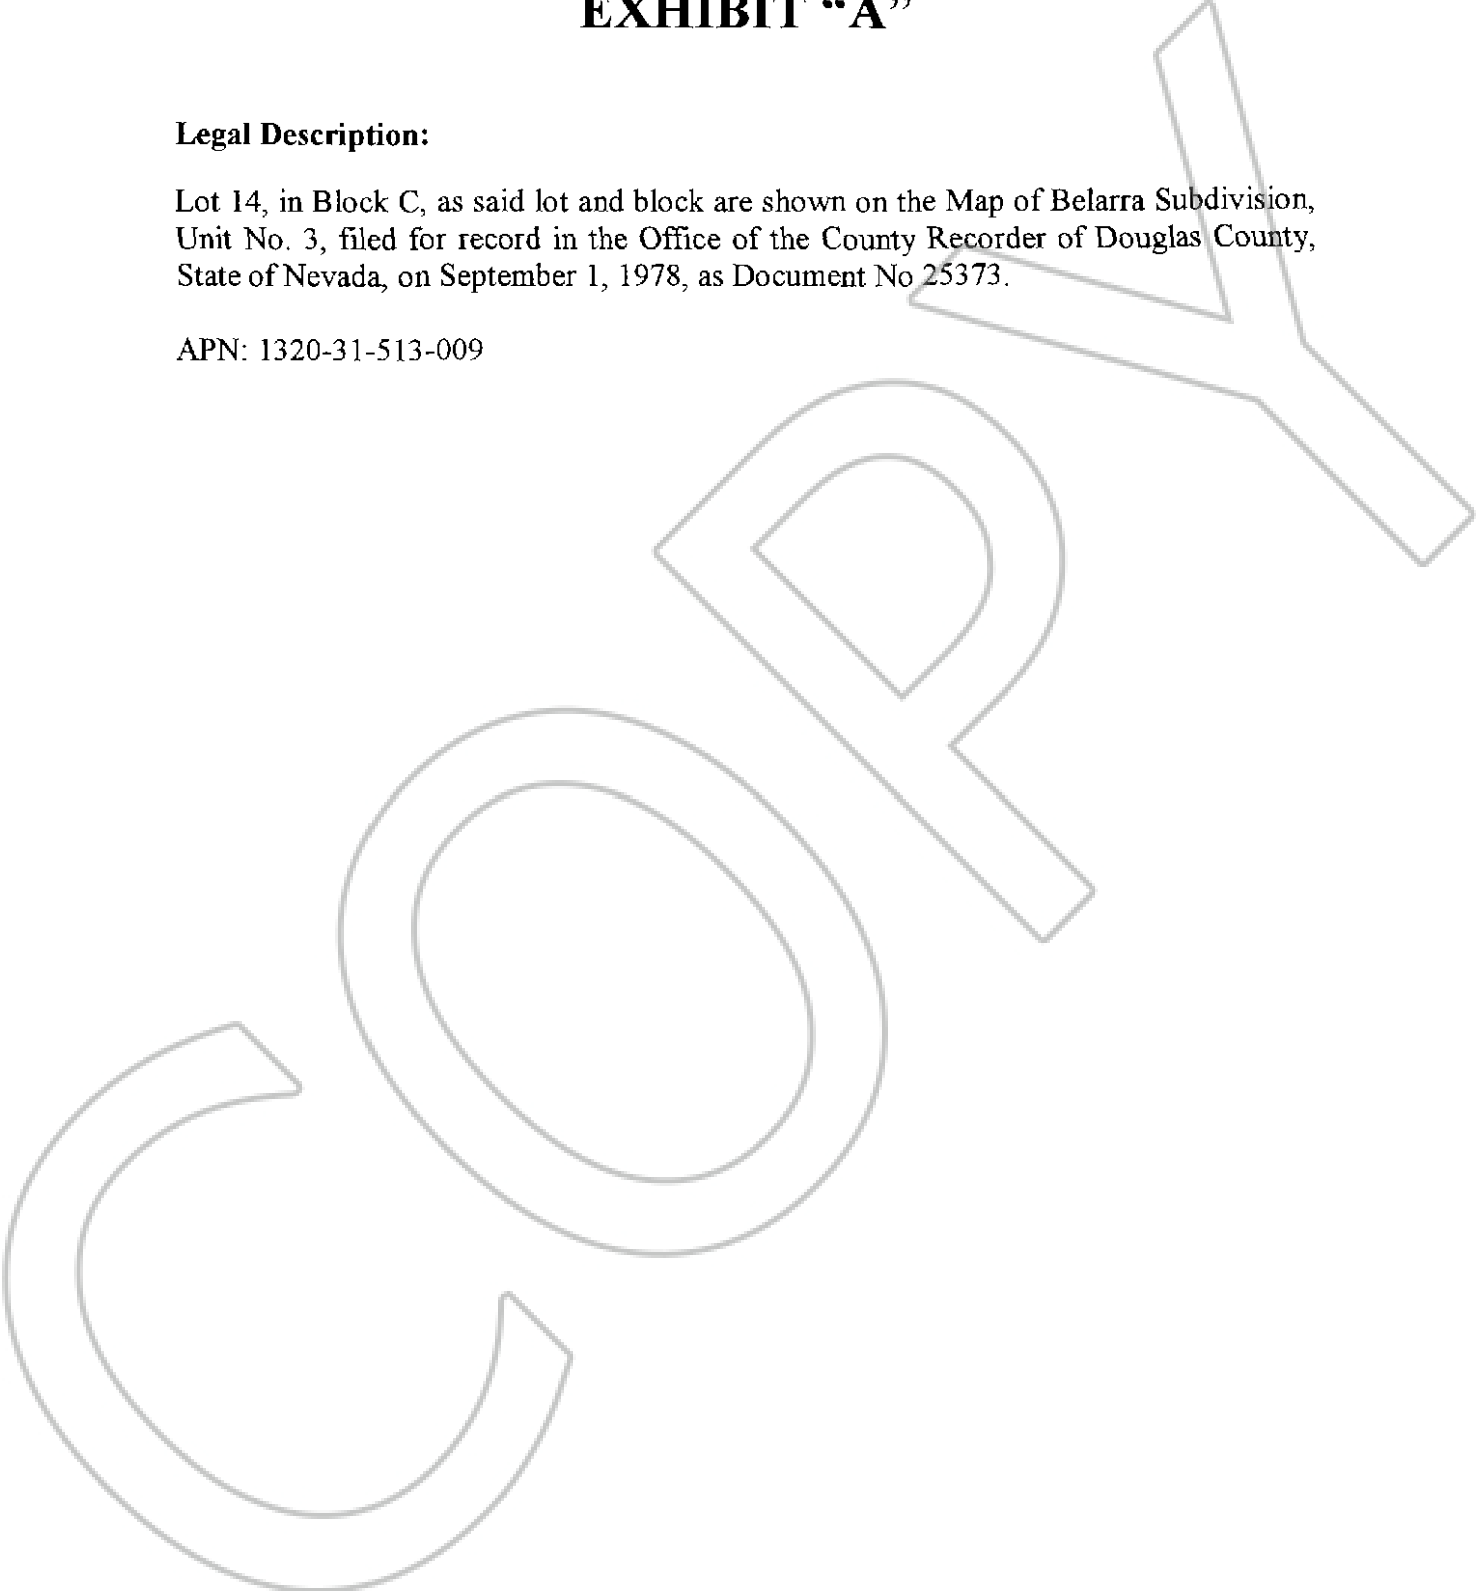 EXHIBIT “A”
Legal Description:
Lot 14, in Block C, as said lot and block are shown on the Map of Belarra Subdivision,
Unit No. 3, filed for record in the Office of the County Recorder of Douglas County,
State of Nevada, on September 1, 1978, as Document No 25373.
APN: 1320-31-513-009
COPY